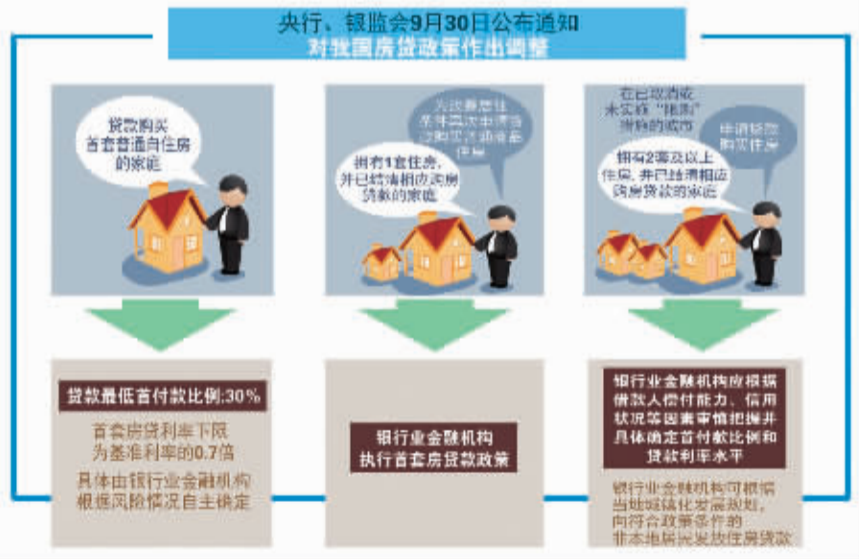 央行、银监会9月30日公布通知
对我国房贷政策作出调整
贷款购买
首套普通自住房
的家庭
为改善居住
条件再次申请贷
款购买普通商品
住房
拥有1套住房,
并已结清相应购房
贷款的家庭
在已取消或
未实施“限购”
措施的城市
申请贷款
购买住房
拥有2套及以上
住房,并已结清相应
购房贷款的家庭
贷款最低首付款比例:30%
首套房贷利率下限
为基准利率的0.7倍
具体由银行业金融机构
根据风险情况自主确定
银行业金融机构
执行首套房贷款政策
银行业金融机构应根据
借款人偿付能力、信用
状况等因素审慎把握并
具体确定首付款比例和
贷款利率水平
银行业金融机构可根据
当地城镇化发展规划,
向符合政策条件的
非本地居民发放住房贷款